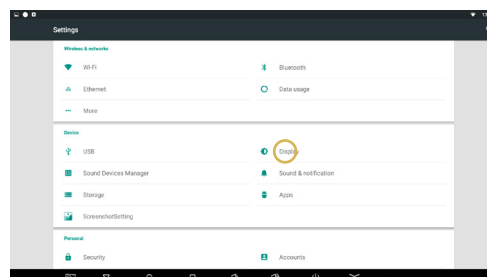 Settings
Wireless & networks
Wi-Fi
Bluetooth
Ethernet
Data usage
More
Device
USB
Display
Sound Devices Manager
Sound & notification
Storage
Apps
ScreenshotSetting
Personal
Security
Accounts